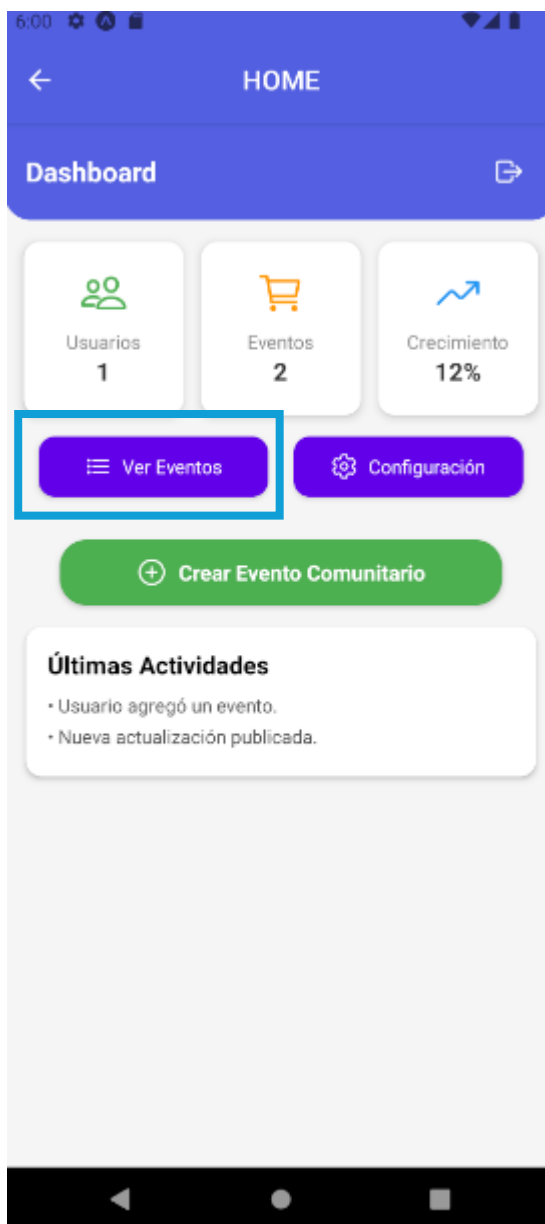 6:00
HOME
Dashboard
Usuarios
1
Eventos
2
Crecimiento
12%
Ver Eventos
Configuración
Crear Evento Comunitario
Últimas Actividades
• Usuario agregó un evento.
• Nueva actualización publicada.